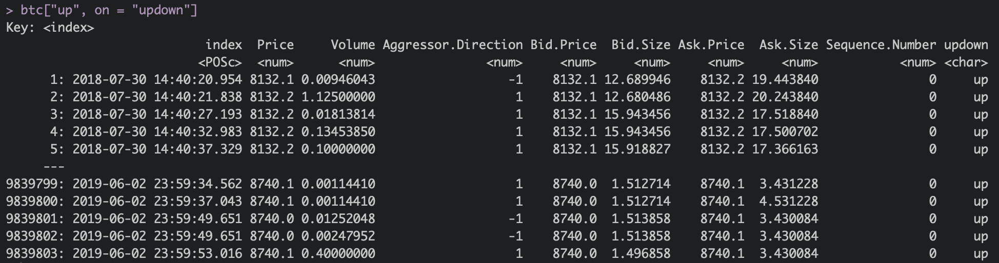 > btc["up", on = "updown"]
Key: <index>
index Price Volume Aggressor.Direction Bid.Price Bid.Size Ask.Price Ask.Size Sequence.Number updown
<POSc> <num> <num> <num> <num> <num> <num> <num> <num> <char>
1: 2018-07-30 14:40:20.954 8132.1 0.00946043 -1 8132.1 12.689946 8132.2 19.443840 0 up
2: 2018-07-30 14:40:21.838 8132.2 1.12500000 1 8132.1 12.680486 8132.2 20.243840 0 up
3: 2018-07-30 14:40:27.193 8132.2 0.01813814 1 8132.1 15.943456 8132.2 17.518840 0 up
4: 2018-07-30 14:40:32.983 8132.2 0.13453850 1 8132.1 15.943456 8132.2 17.500702 0 up
5: 2018-07-30 14:40:37.329 8132.2 0.10000000 1 8132.1 15.918827 8132.2 17.366163 0 up
---
9839799: 2019-06-02 23:59:34.562 8740.1 0.00114410 1 8740.0 1.512714 8740.1 3.431228 0 up
9839800: 2019-06-02 23:59:37.043 8740.1 0.00114410 1 8740.0 1.512714 8740.1 4.531228 0 up
9839801: 2019-06-02 23:59:49.651 8740.0 0.01252048 -1 8740.0 1.513858 8740.1 3.430084 0 up
9839802: 2019-06-02 23:59:49.651 8740.0 0.00247952 -1 8740.0 1.513858 8740.1 3.430084 0 up
9839803: 2019-06-02 23:59:53.016 8740.1 0.40000000 1 8740.0 1.496858 8740.1 3.430084 0 up